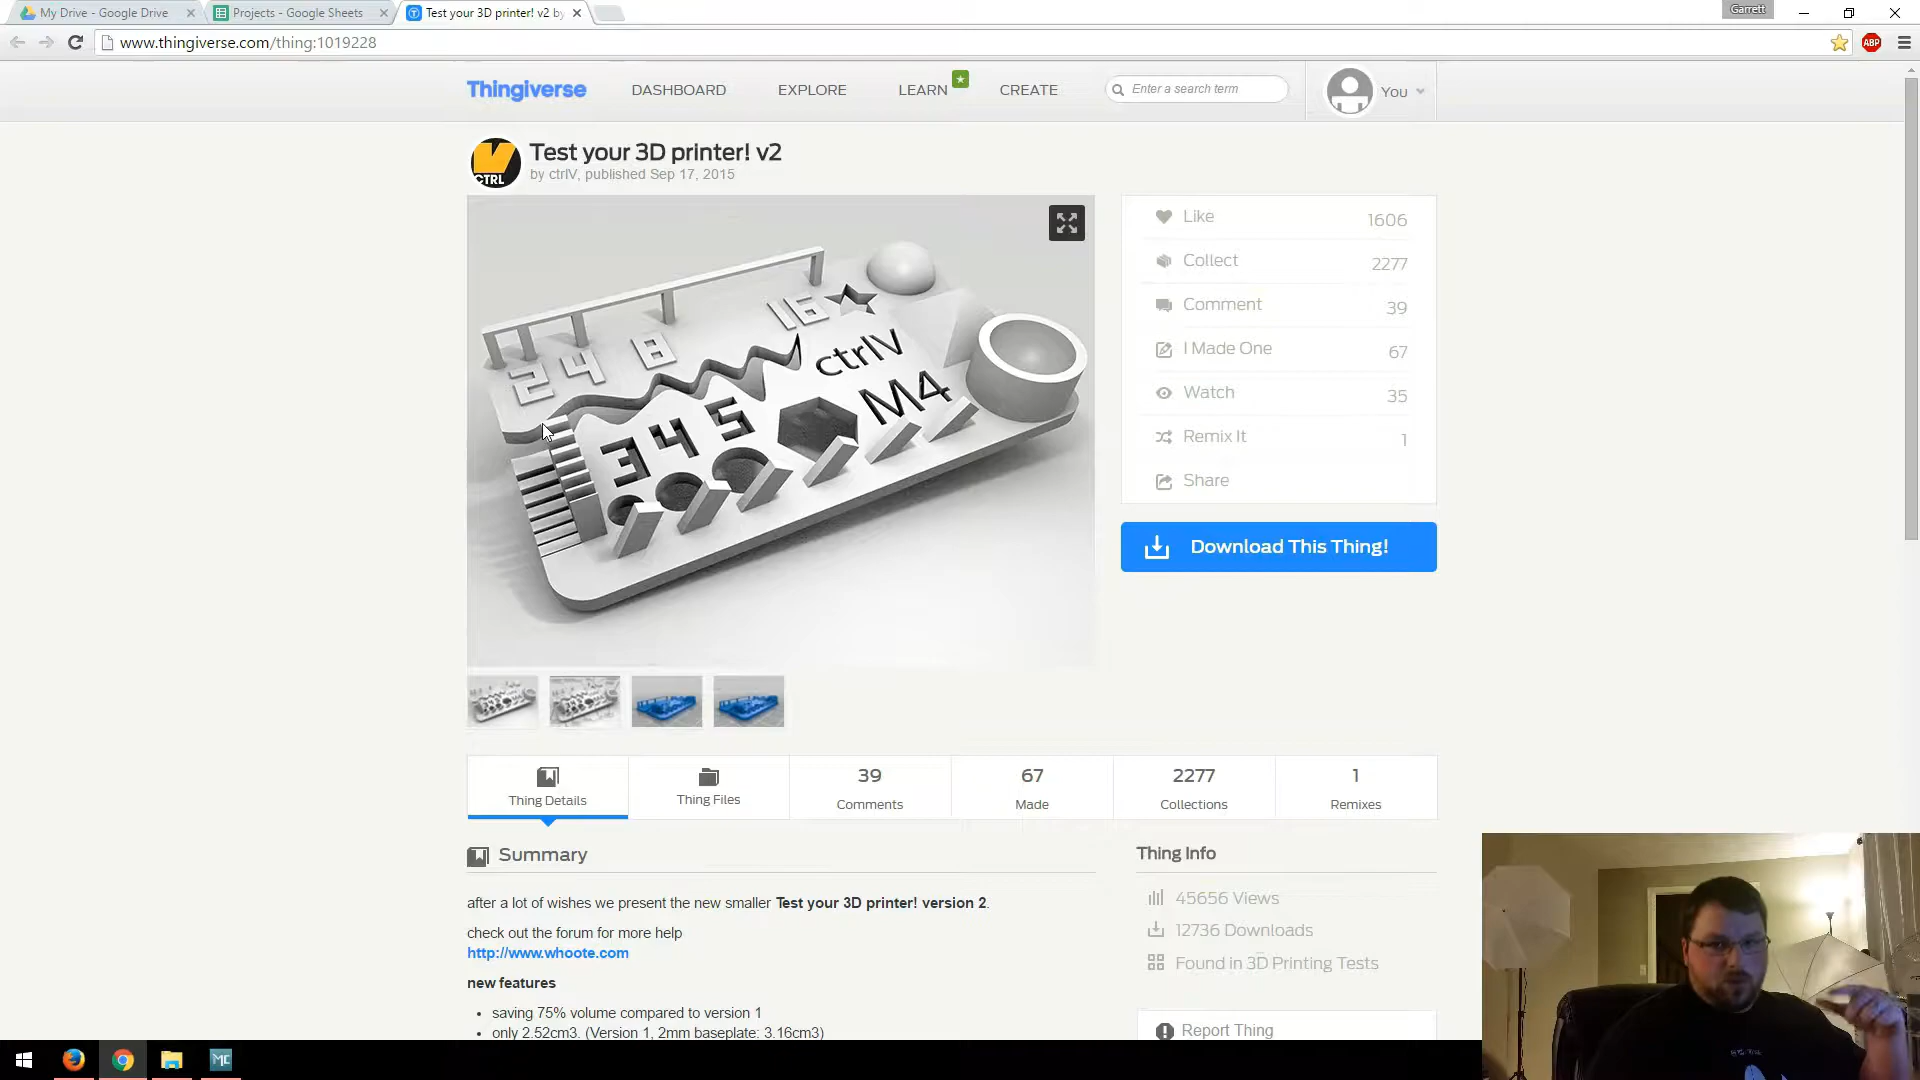 My Drive - Google Drive
Projects - Google Sheets
Test your 3D printer! v2 by
Garrett
www.thingiverse.com/thing:1019228
ABP
Thingiverse
DASHBOARD
EXPLORE
LEARN
CREATE
Enter a search term
You
CTRL
Test your 3D printer! v2
by ctrlV, published Sep 17, 2015
2 4 8 16
ctrlV
3 4 5
M4
Like 1606
Collect 2277
Comment 39
I Made One 67
Watch 35
Remix It 1
Share
Download This Thing!
Thing Details
Thing Files
39 Comments
67 Made
2277 Collections
1 Remixes
Summary
after a lot of wishes we present the new smaller Test your 3D printer! version 2.
check out the forum for more help
http://www.whoote.com
new features
• saving 75% volume compared to version 1
• only 2.52cm3. (Version 1, 2mm baseplate: 3.16cm3)
Thing Info
45656 Views
12736 Downloads
Found in 3D Printing Tests
Report Thing
MC